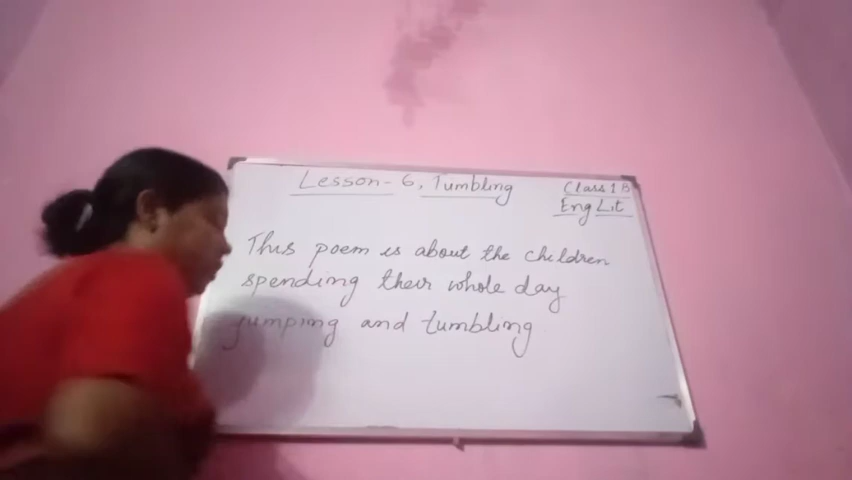 Lesson- 6, Tumbling
Class 1 B
Eng Lit
This poem is about the children
spending their whole day
jumping and tumbling